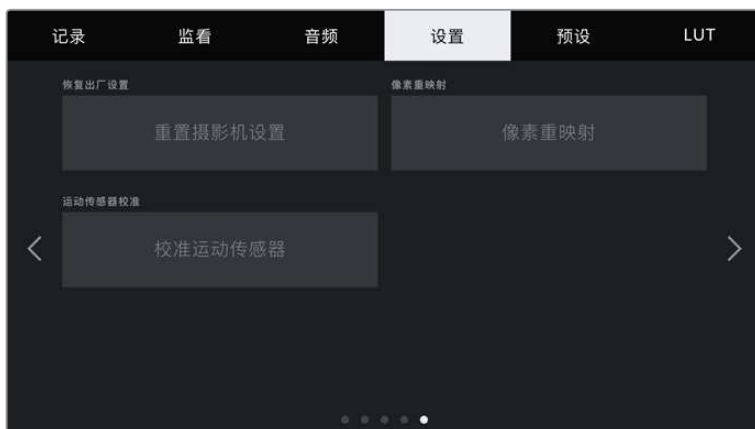 记录 监看 音频 设置 预设 LUT
恢复出厂设置 像素重映射
重置摄影机设置 像素重映射
运动传感器校准
校准运动传感器